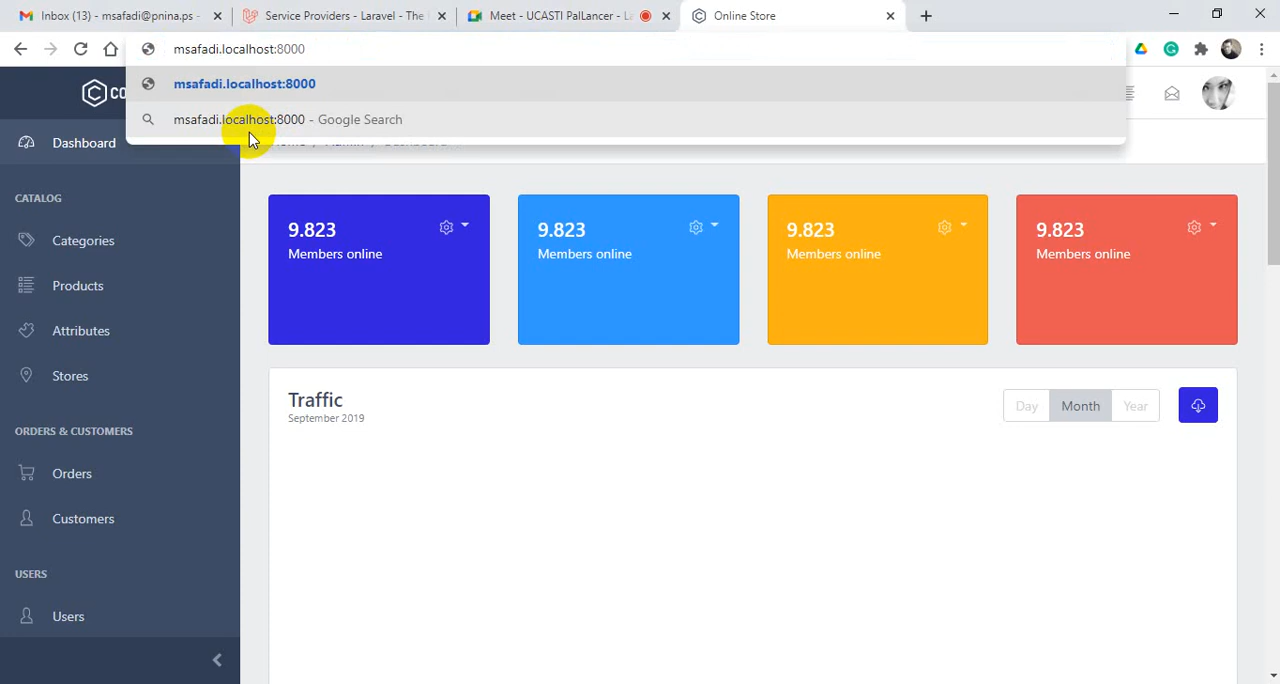 Inbox (13) - msafadi@pnina.ps -
Service Providers - Laravel - The
Meet - UCASTI PalLancer - L
Online Store
msafadi.localhost:8000
msafadi.localhost:8000
msafadi.localhost:8000 - Google Search
CO
Dashboard
CATALOG
Categories
Products
Attributes
Stores
ORDERS & CUSTOMERS
Orders
Customers
USERS
Users
9.823
Members online
9.823
Members online
9.823
Members online
9.823
Members online
Traffic
September 2019
Day
Month
Year